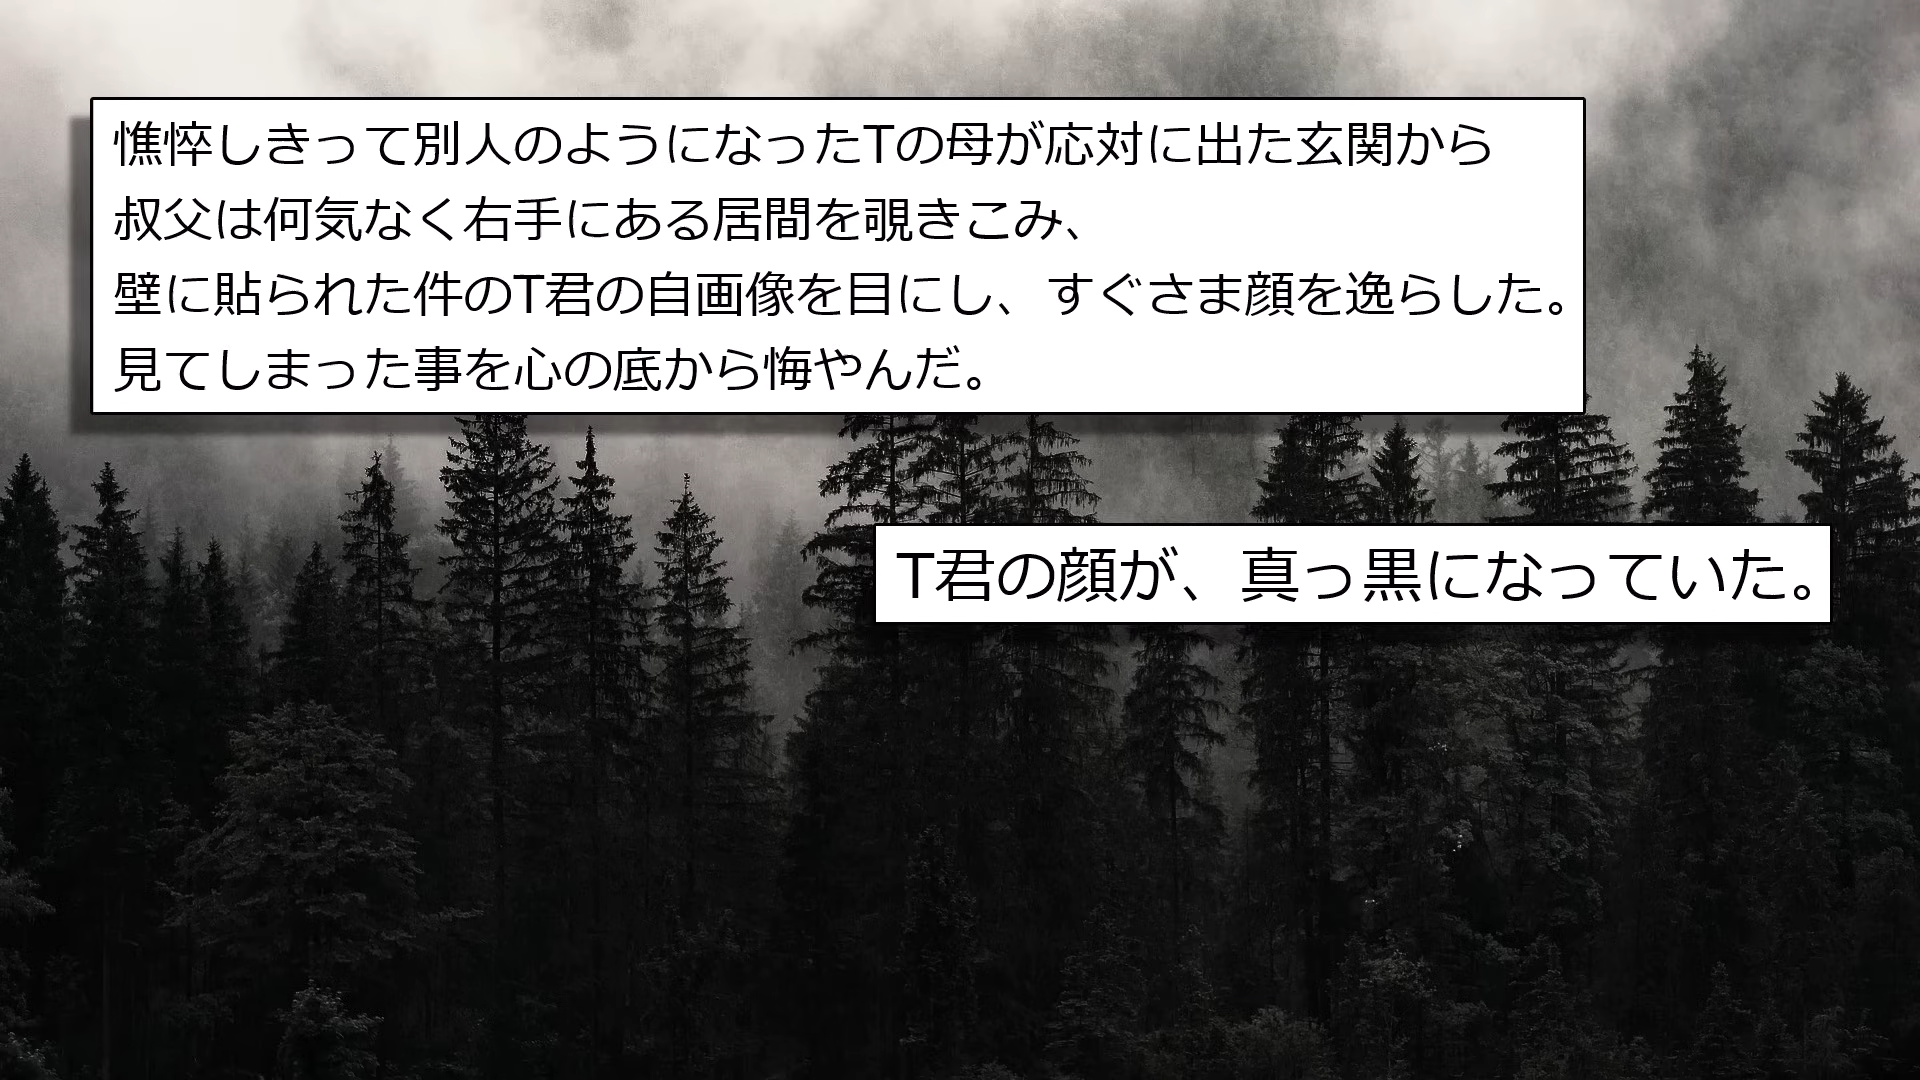 憔悴しきって別人のようになったTの母が応対に出た玄関から
叔父は何気なく右手にある居間を覗きこみ、
壁に貼られた件のT君の自画像を目にし、すぐさま顔を逸らした。
見てしまった事を心の底から悔やんだ。
T君の顔が、真っ黒になっていた。